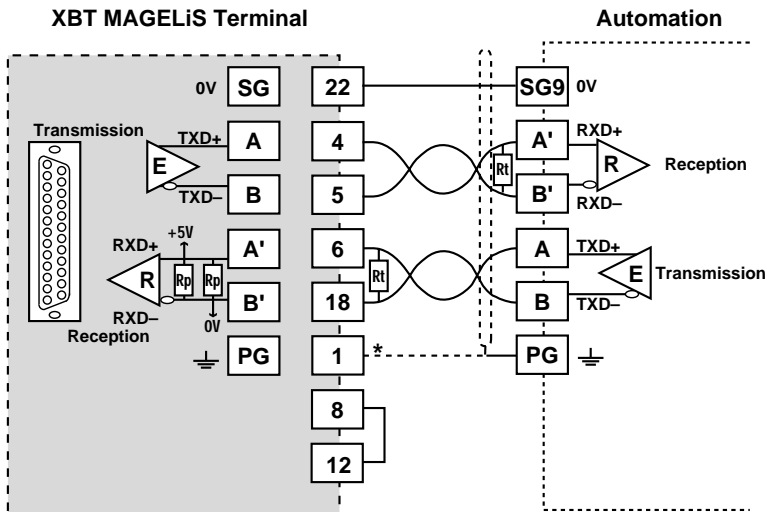 XBT MAGELiS Terminal
Automation
0V SG 22 SG9 0V
Transmission
TXD+ A 4 A' RXD+
E Rt R Reception
TXD– B 5 B' RXD–
+5V
RXD+ A' 6 A TXD+
R Rp Rp Rt E Transmission
RXD– B' 18 B TXD–
0V
Reception
PG 1 * PG
8
12